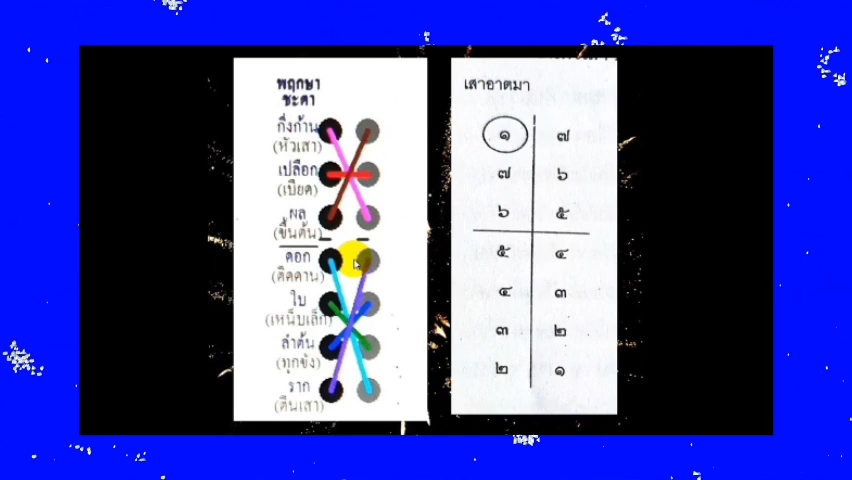 พฤกษา
ชะตา
กิ่งก้าน
(หัวเสา)
เปลือก
(เบียด)
ผล
(ขึ้นต้น)
ดอก
(ติดดาน)
ใบ
(เหน็บเล็ก)
ลำต้น
(ทุกขัง)
ราก
(ตีนเสา)
เสาอาตมา
๑ ๗
๗ ๖
๖ ๕
๕ ๔
๔ ๓
๓ ๒
๒ ๑